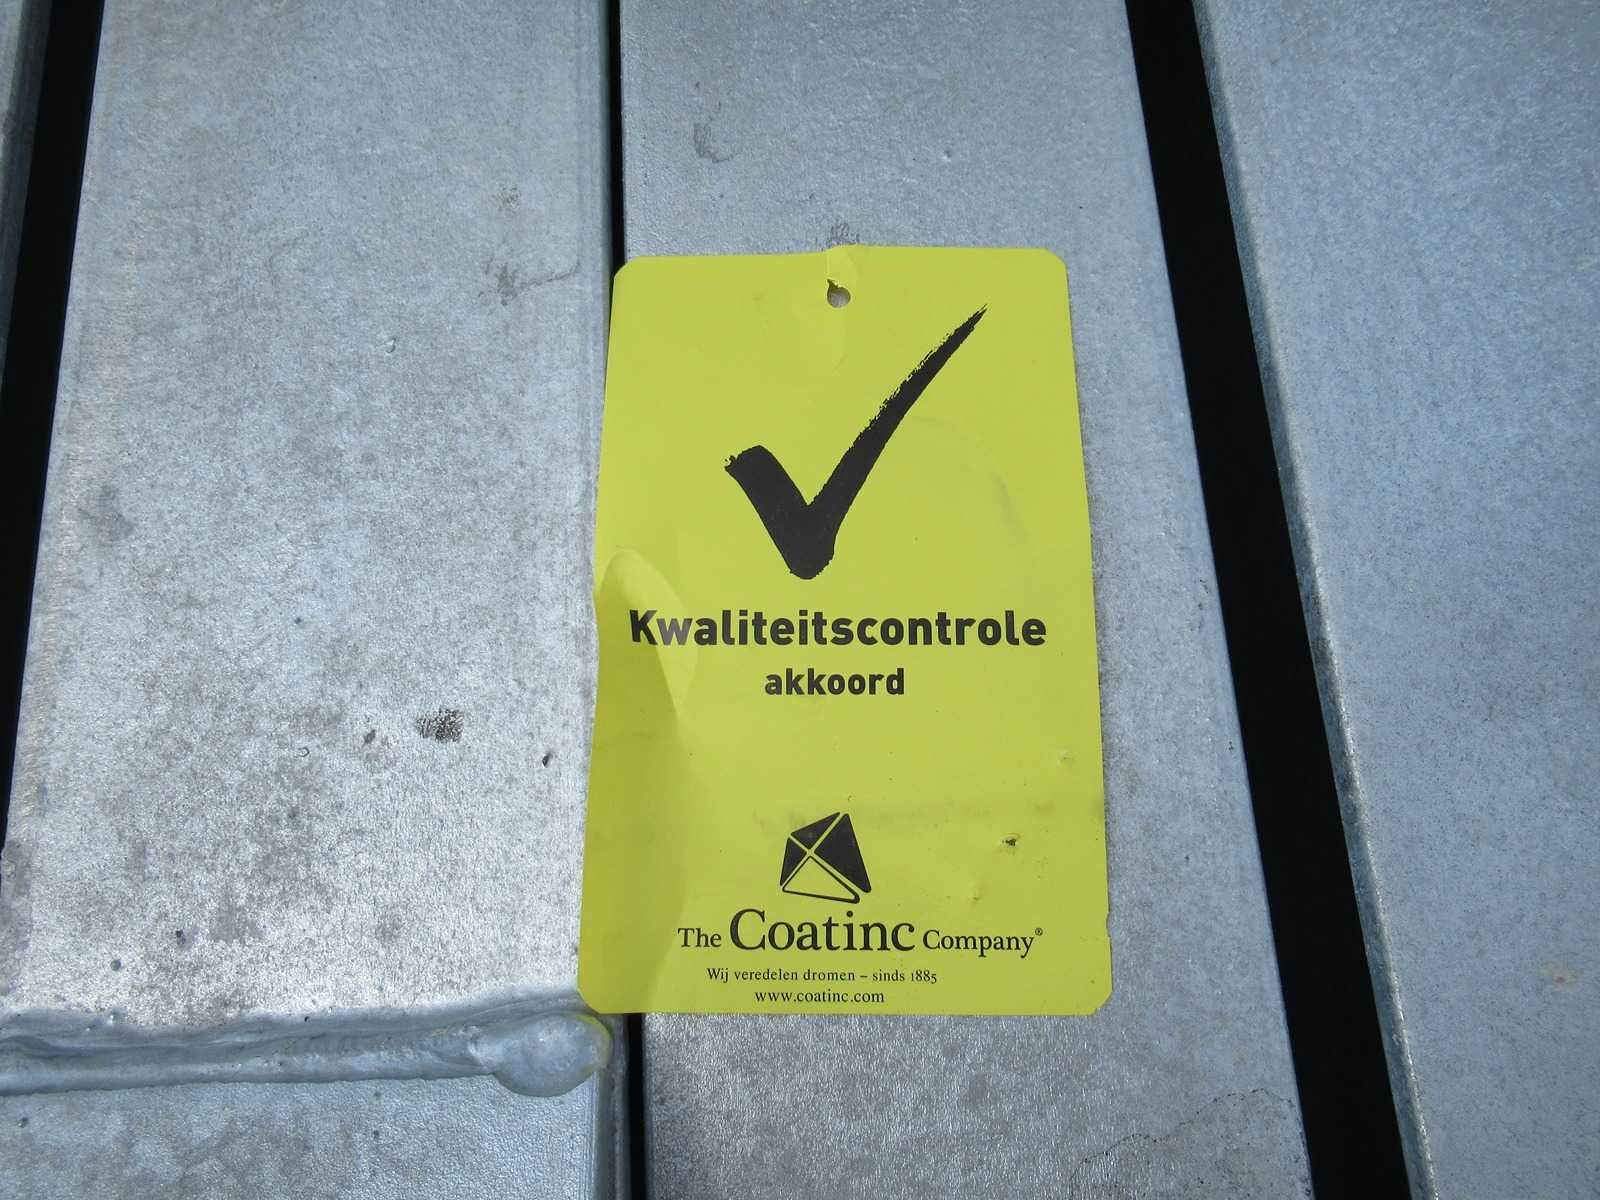 Kwaliteitscontrole
akkoord
The Coatinc Company®
Wij veredelen dromen – sinds 1885
www.coatinc.com